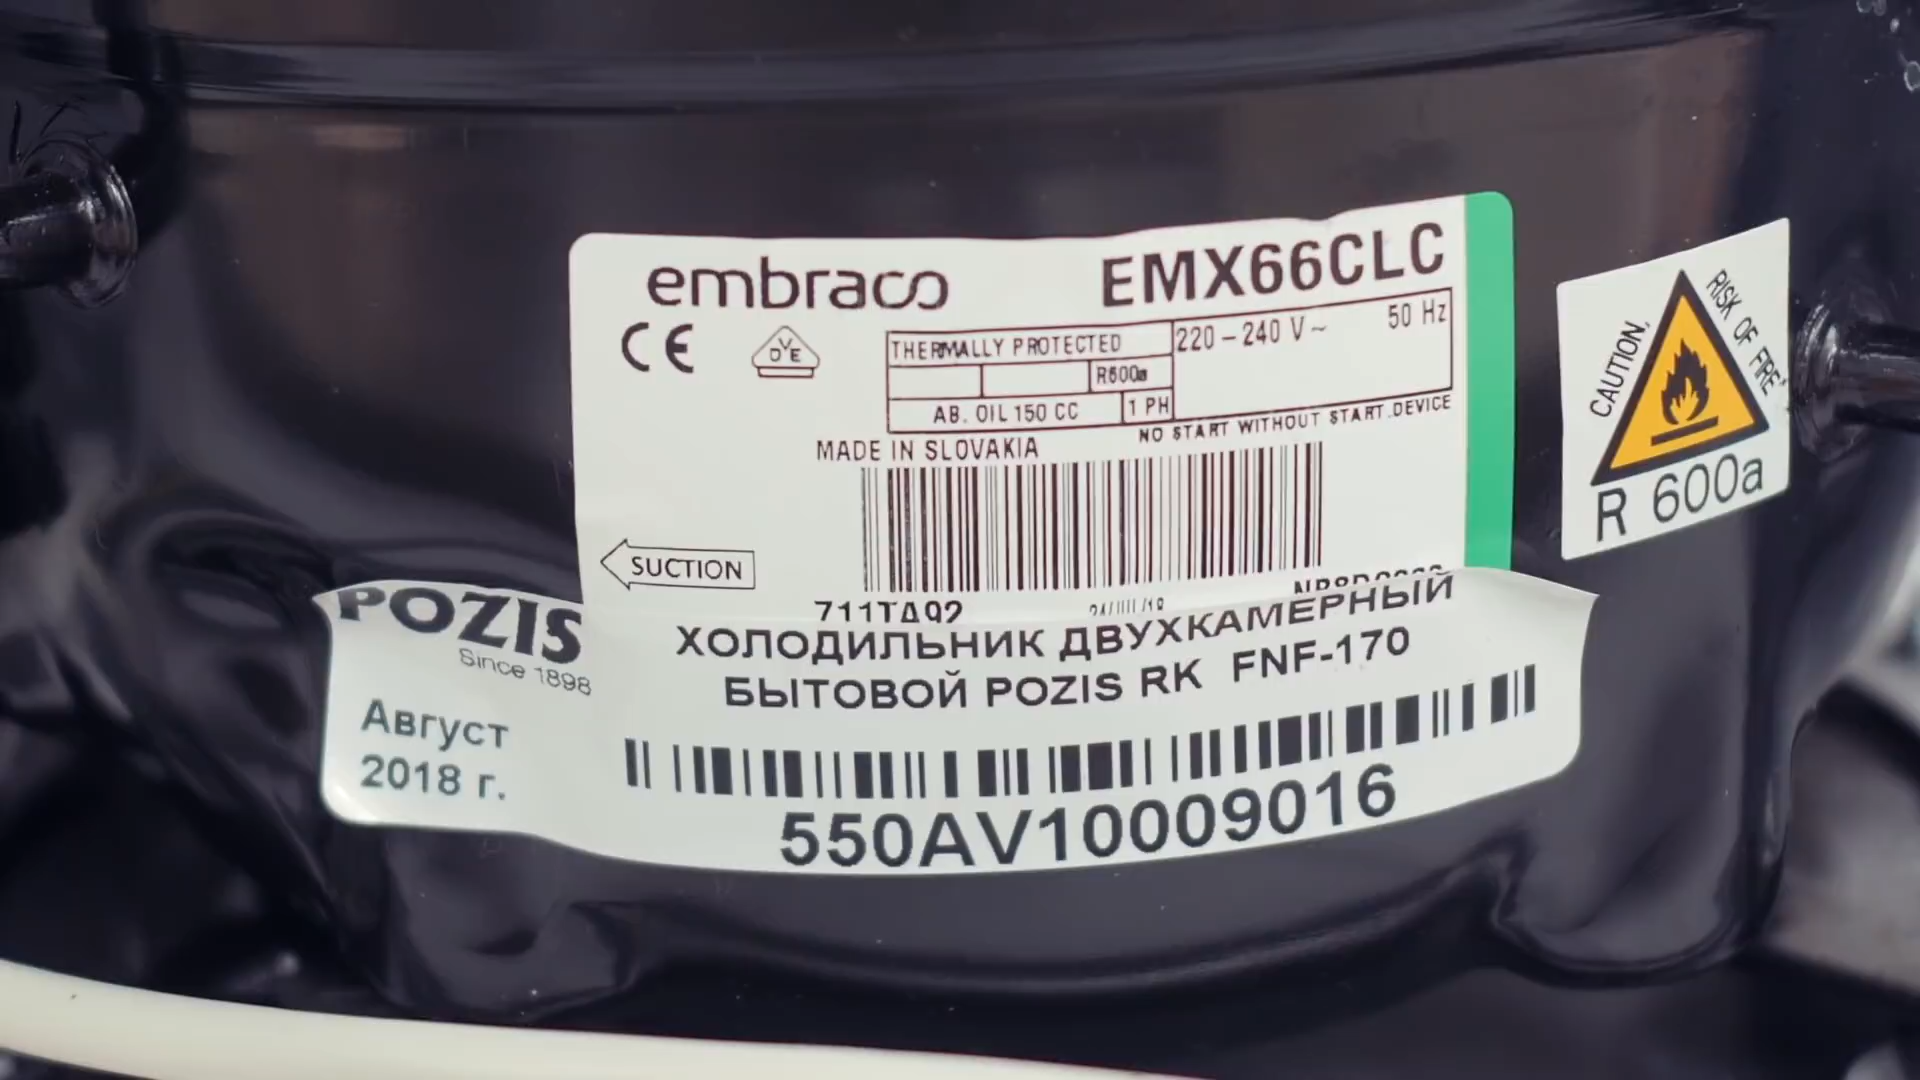 embraco
EMX66CLC
CE
DVE
THERMALLY PROTECTED
220-240 V~ 50 Hz
R600a
AB. OIL 150 CC
1 PH
NO START WITHOUT START.DEVICE
MADE IN SLOVAKIA
SUCTION
711TA92
CAUTION,
RISK OF FIRE
R 600a
POZIS
Since 1898
Август
2018 г.
ХОЛОДИЛЬНИК ДВУХКАМЕРНЫЙ
БЫТОВОЙ POZIS RK FNF-170
550AV10009016